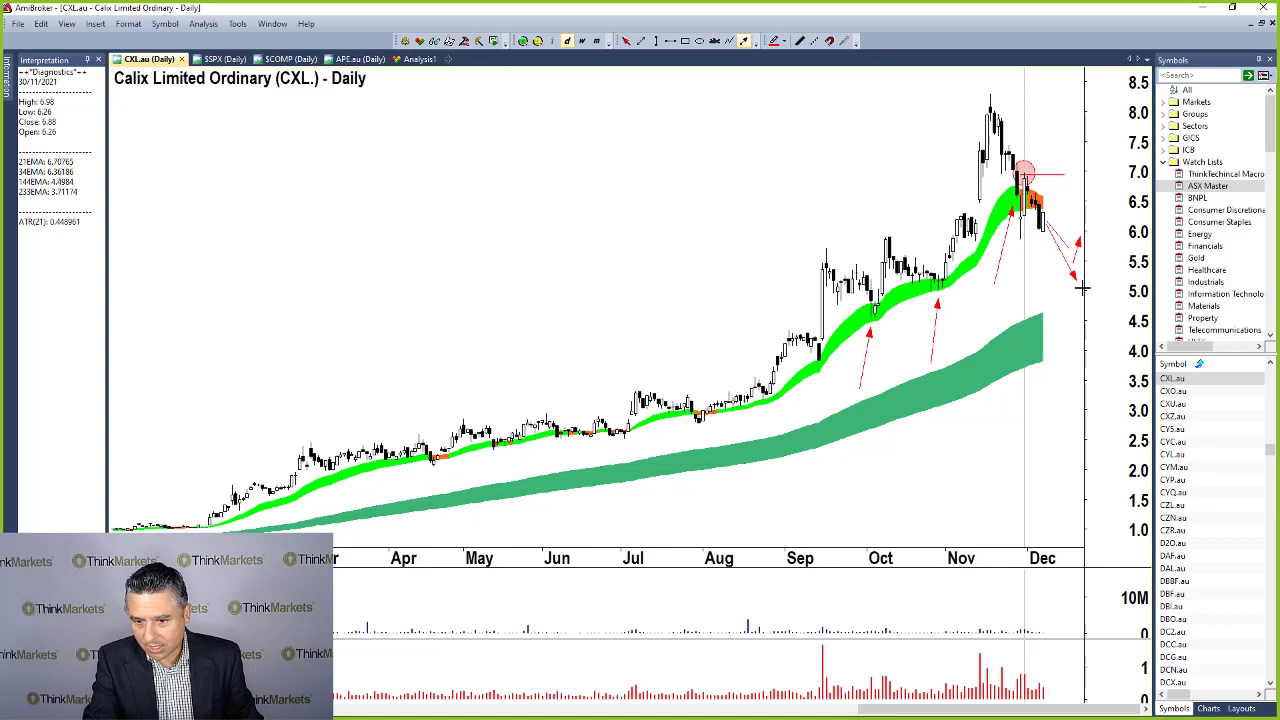 AmiBroker - [CXL.au - Calix Limited Ordinary - Daily]
File Edit View Insert Format Symbol Analysis Tools Window Help
Interpretation
CXL.au (Daily) $SPX (Daily) $COMP (Daily) APE.au (Daily) Analysis1
Information
++"Diagnostics"++
30/11/2021
High: 6.98
Low: 6.26
Close: 6.88
Open: 6.26
21EMA: 6.70765
34EMA: 6.36186
144EMA: 4.4984
233EMA: 3.71174
ATR(21): 0.448961
Calix Limited Ordinary (CXL.) - Daily
8.5
8.0
7.5
7.0
6.5
6.0
5.5
5.0
4.5
4.0
3.5
3.0
2.5
2.0
1.5
1.0
Apr May Jun Jul Aug Sep Oct Nov Dec
10M
0
1
0
Symbols
<Search>
All
Markets
Groups
Sectors
GICS
ICB
Watch Lists
ThinkTechincal Macro
ASX Master
BNPL
Consumer Discretiona
Consumer Staples
Energy
Financials
Gold
Healthcare
Industrials
Information Technolo
Materials
Property
Telecommunications
Symbol
CXL.au
CXO.au
CXU.au
CXZ.au
CY5.au
CYC.au
CYL.au
CYM.au
CYP.au
CYQ.au
CZL.au
CZN.au
CZR.au
D2O.au
DAF.au
DAL.au
DBBF.au
DBF.au
DBI.au
DBO.au
DC2.au
DCC.au
DCG.au
DCN.au
DCX.au
Symbols Charts Layouts
ThinkMarkets
ThinkMarkets
ThinkMarkets
ThinkMarkets
ThinkMarkets